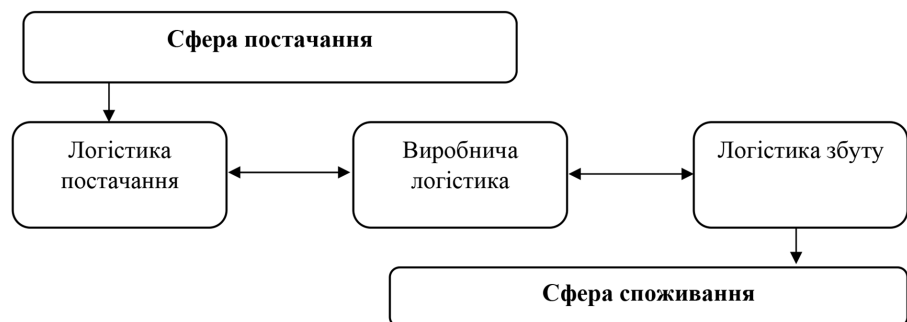 Сфера постачання
Логістика
постачання
Виробнича
логістика
Логістика збуту
Сфера споживання